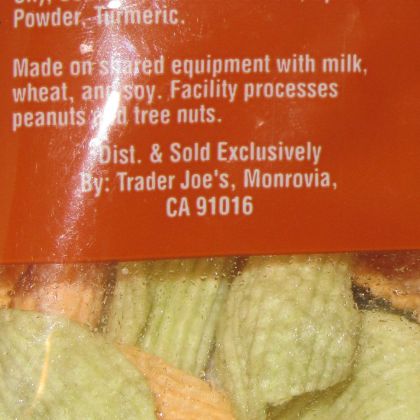 Powder, Turmeric.
Made on shared equipment with milk,
wheat, and soy. Facility processes
peanuts and tree nuts.
Dist. & Sold Exclusively
By: Trader Joe's, Monrovia,
CA 91016